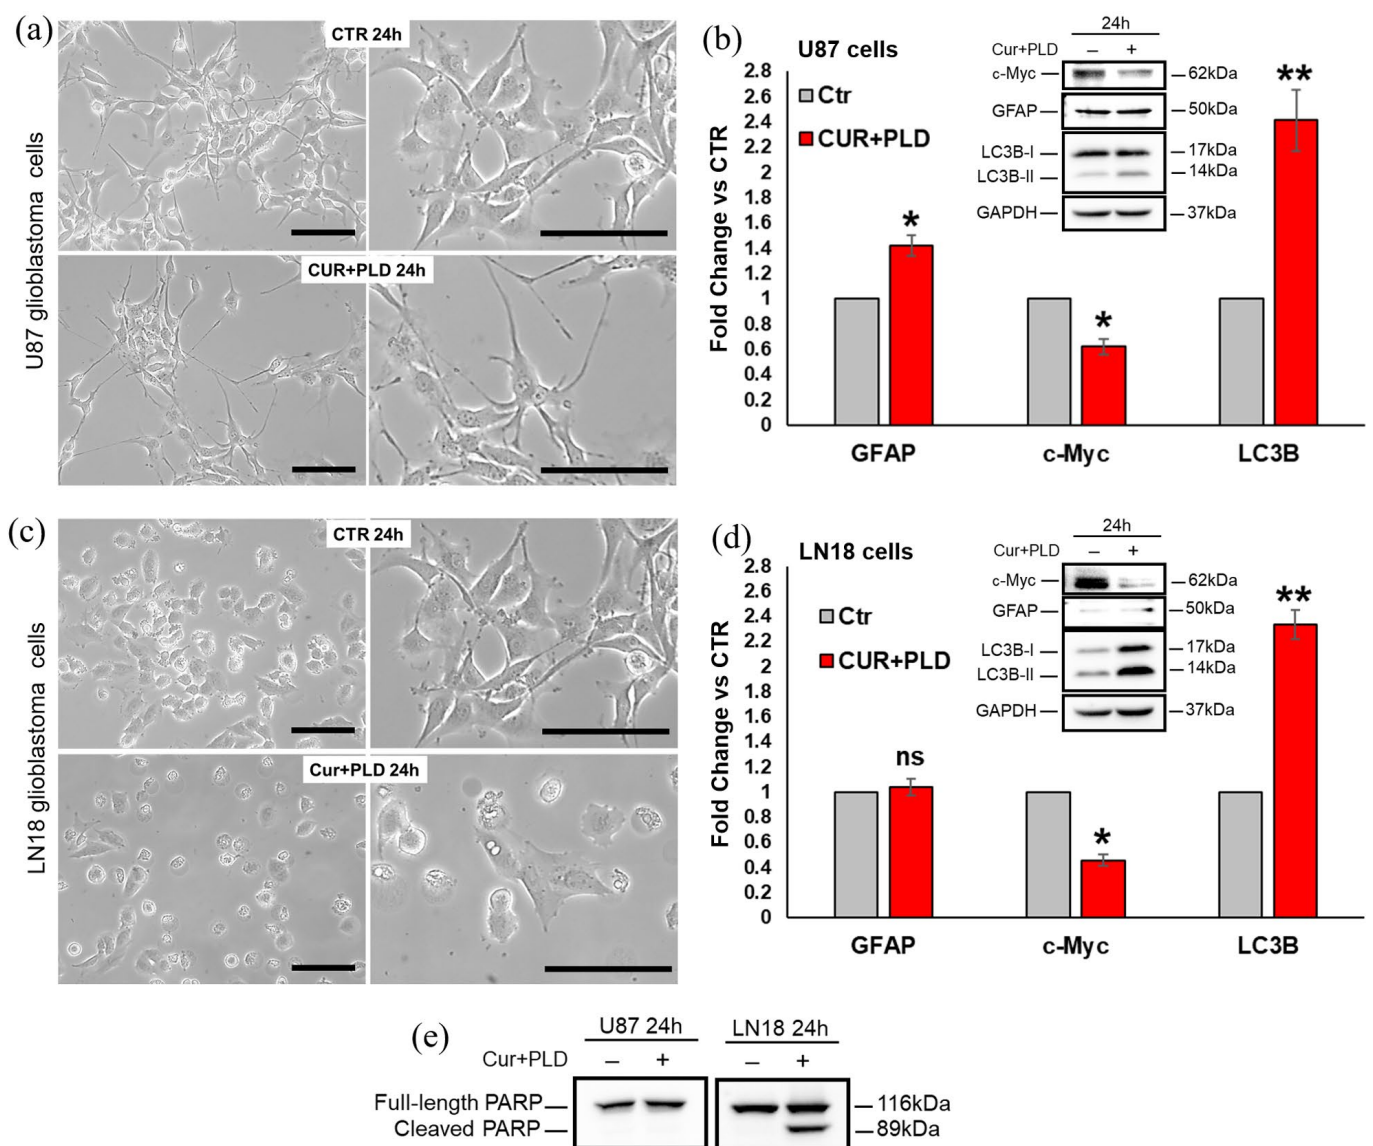 (a)
CTR 24h
CUR+PLD 24h
U87 glioblastoma cells
(b)
U87 cells
Ctr
CUR+PLD
Fold Change vs CTR
2.8
2.6
2.4
2.2
2
1.8
1.6
1.4
1.2
1
0.8
0.6
0.4
0.2
0
*
*
**
GFAP c-Myc LC3B
24h
Cur+PLD – +
c-Myc 62kDa
GFAP 50kDa
LC3B-I 17kDa
LC3B-II 14kDa
GAPDH 37kDa
(c)
CTR 24h
Cur+PLD 24h
LN18 glioblastoma cells
(d)
LN18 cells
Ctr
CUR+PLD
Fold Change vs CTR
2.8
2.6
2.4
2.2
2
1.8
1.6
1.4
1.2
1
0.8
0.6
0.4
0.2
0
ns
*
**
GFAP c-Myc LC3B
24h
Cur+PLD – +
c-Myc 62kDa
GFAP 50kDa
LC3B-I 17kDa
LC3B-II 14kDa
GAPDH 37kDa
(e)
U87 24h LN18 24h
Cur+PLD – + – +
Full-length PARP 116kDa
Cleaved PARP 89kDa